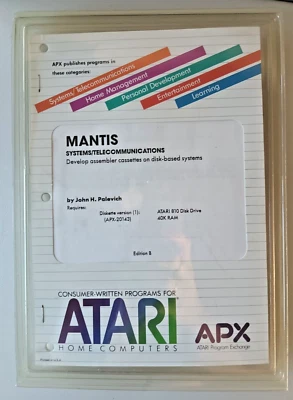 APX publishes programs in
these categories:
Systems/Telecommunications
Home Management
Personal Development
Entertainment
Learning
MANTIS
SYSTEMS/TELECOMMUNICATIONS
Develop assembler cassettes on disk-based systems
by John H. Palevich
Requires:
Diskette version (1): ATARI 810 Disk Drive
(APX-20143) 40K RAM
Edition B
CONSUMER-WRITTEN PROGRAMS FOR
ATARI
HOME COMPUTERS
APX
ATARI Program Exchange